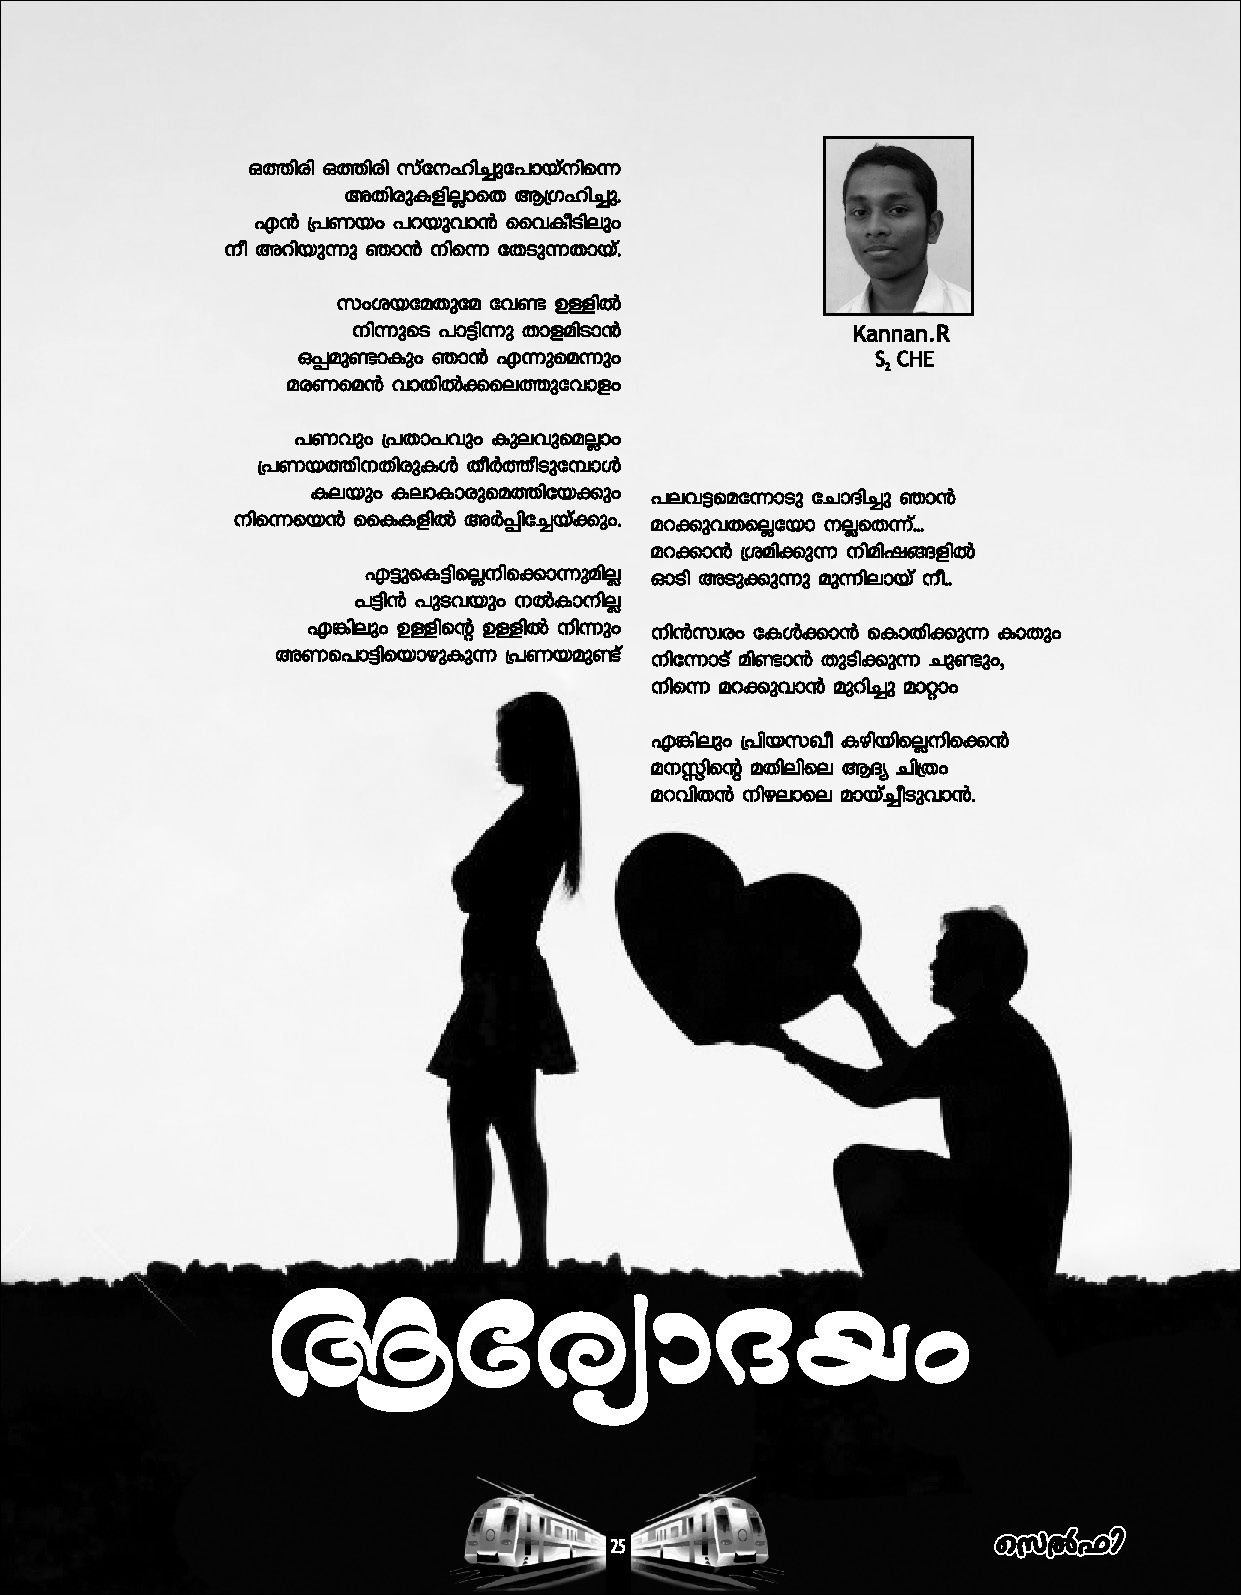 ഒത്തിരി ഒത്തിരി സ്നേഹിച്ചുപോയ്നിന്നെ
അതിരുകളില്ലാതെ ആഗ്രഹിച്ചു.
എൻ പ്രണയം പറയുവാൻ വൈകീടിലും
നീ അറിയുന്നു ഞാൻ നിന്നെ തേടുന്നതായ്.
സംശയമേതുമേ വേണ്ട ഉള്ളിൽ
നിന്നുടെ പാട്ടിന്നു താളമിടാൻ
ഒപ്പമുണ്ടാകും ഞാൻ എന്നുമെന്നും
മരണമെൻ വാതിൽക്കലെത്തുവോളം
പണവും പ്രതാപവും കുലവുമെല്ലാം
പ്രണയത്തിനതിരുകൾ തീർത്തീടുമ്പോൾ
കലയും കലാകാരുമെത്തിയേക്കും
നിന്നെയെൻ കൈകളിൽ അർപ്പിച്ചേയ്ക്കും.
എട്ടുകെട്ടില്ലെനിക്കൊന്നുമില്ല
പട്ടിൻ പുടവയും നൽകാനില്ല
എങ്കിലും ഉള്ളിന്റെ ഉള്ളിൽ നിന്നും
അണപൊട്ടിയൊഴുകുന്ന പ്രണയമുണ്ട്
Kannan.R
S₂ CHE
പലവട്ടമെന്നോടു ചോദിച്ചു ഞാൻ
മറക്കുവതല്ലെയോ നല്ലതെന്ന്...
മറക്കാൻ ശ്രമിക്കുന്ന നിമിഷങ്ങളിൽ
ഓടി അടുക്കുന്നു മുന്നിലായ് നീ..
നിൻസ്വരം കേൾക്കാൻ കൊതിക്കുന്ന കാതും
നിന്നോട് മിണ്ടാൻ തുടിക്കുന്ന ചുണ്ടും,
നിന്നെ മറക്കുവാൻ മുറിച്ചു മാറ്റാം
എങ്കിലും പ്രിയസഖീ കഴിയില്ലെനിക്കെൻ
മനസ്സിന്റെ മതിലിലെ ആദ്യ ചിത്രം
മറവിതൻ നിഴലാലെ മായ്ച്ചീടുവാൻ.
ആര്യോദയം
25
സെൽഫി